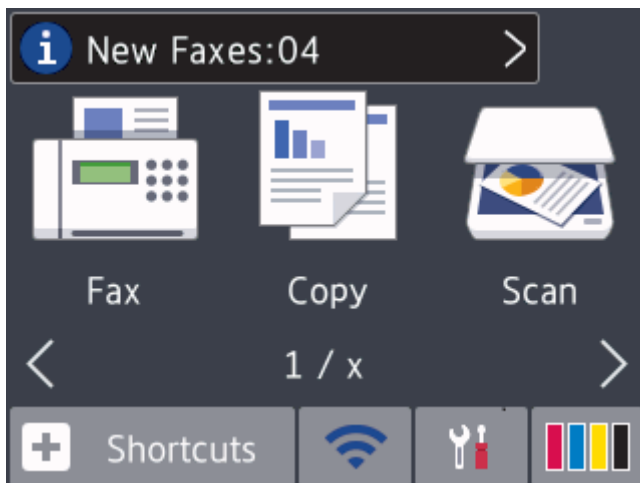 i New Faxes:04 >
Fax Copy Scan
< 1 / x >
+ Shortcuts